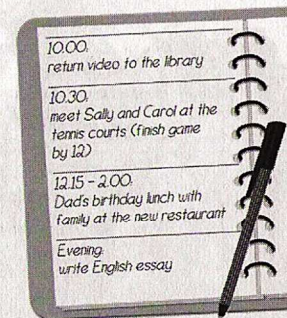 10.00.
return video to the library
10.30.
meet Sally and Carol at the
tennis courts (finish game
by 12)
12.15 - 2.00.
Dad's birthday lunch with
family at the new restaurant
Evening:
write English essay